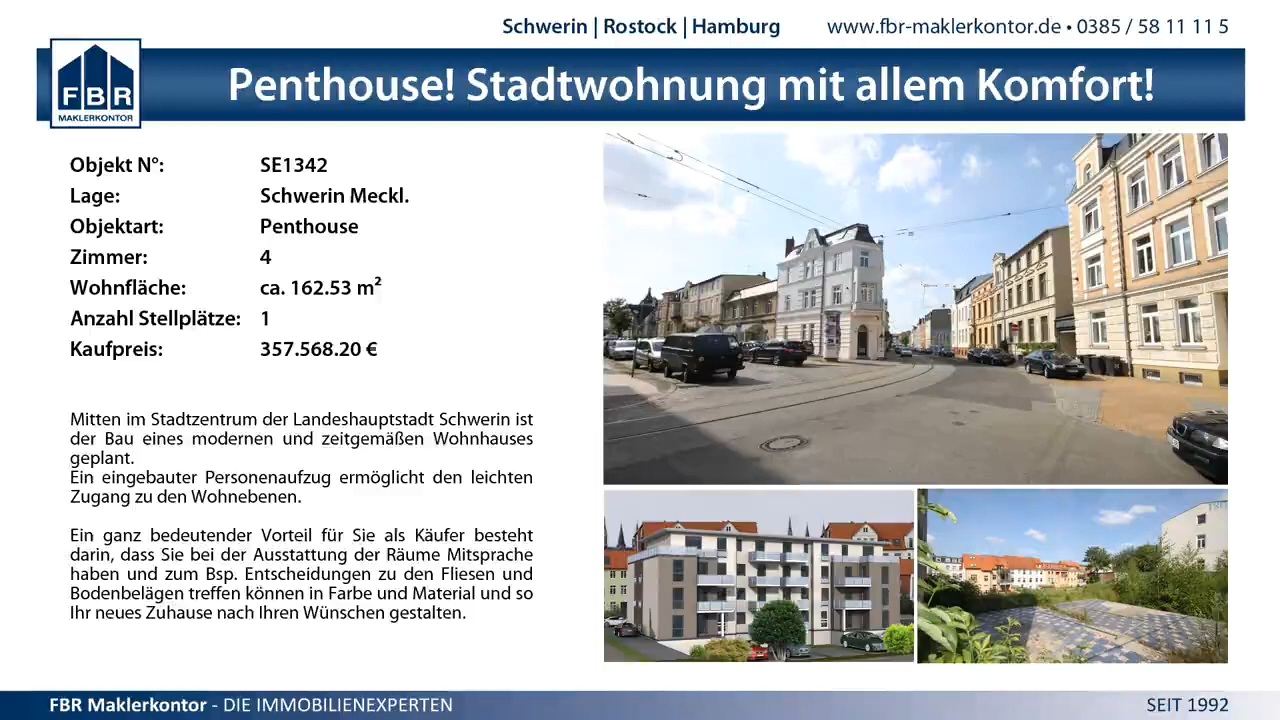 Schwerin | Rostock | Hamburg
www.fbr-maklerkontor.de • 0385 / 58 11 11 5
FBR
MAKLERKONTOR
Penthouse! Stadtwohnung mit allem Komfort!
Objekt N°: SE1342
Lage: Schwerin Meckl.
Objektart: Penthouse
Zimmer: 4
Wohnfläche: ca. 162.53 m²
Anzahl Stellplätze: 1
Kaufpreis: 357.568.20 €
Mitten im Stadtzentrum der Landeshauptstadt Schwerin ist
der Bau eines modernen und zeitgemäßen Wohnhauses
geplant.
Ein eingebauter Personenaufzug ermöglicht den leichten
Zugang zu den Wohnebenen.
Ein ganz bedeutender Vorteil für Sie als Käufer besteht
darin, dass Sie bei der Ausstattung der Räume Mitsprache
haben und zum Bsp. Entscheidungen zu den Fliesen und
Bodenbelägen treffen können in Farbe und Material und so
Ihr neues Zuhause nach Ihren Wünschen gestalten.
FBR Maklerkontor - DIE IMMOBILIENEXPERTEN
SEIT 1992